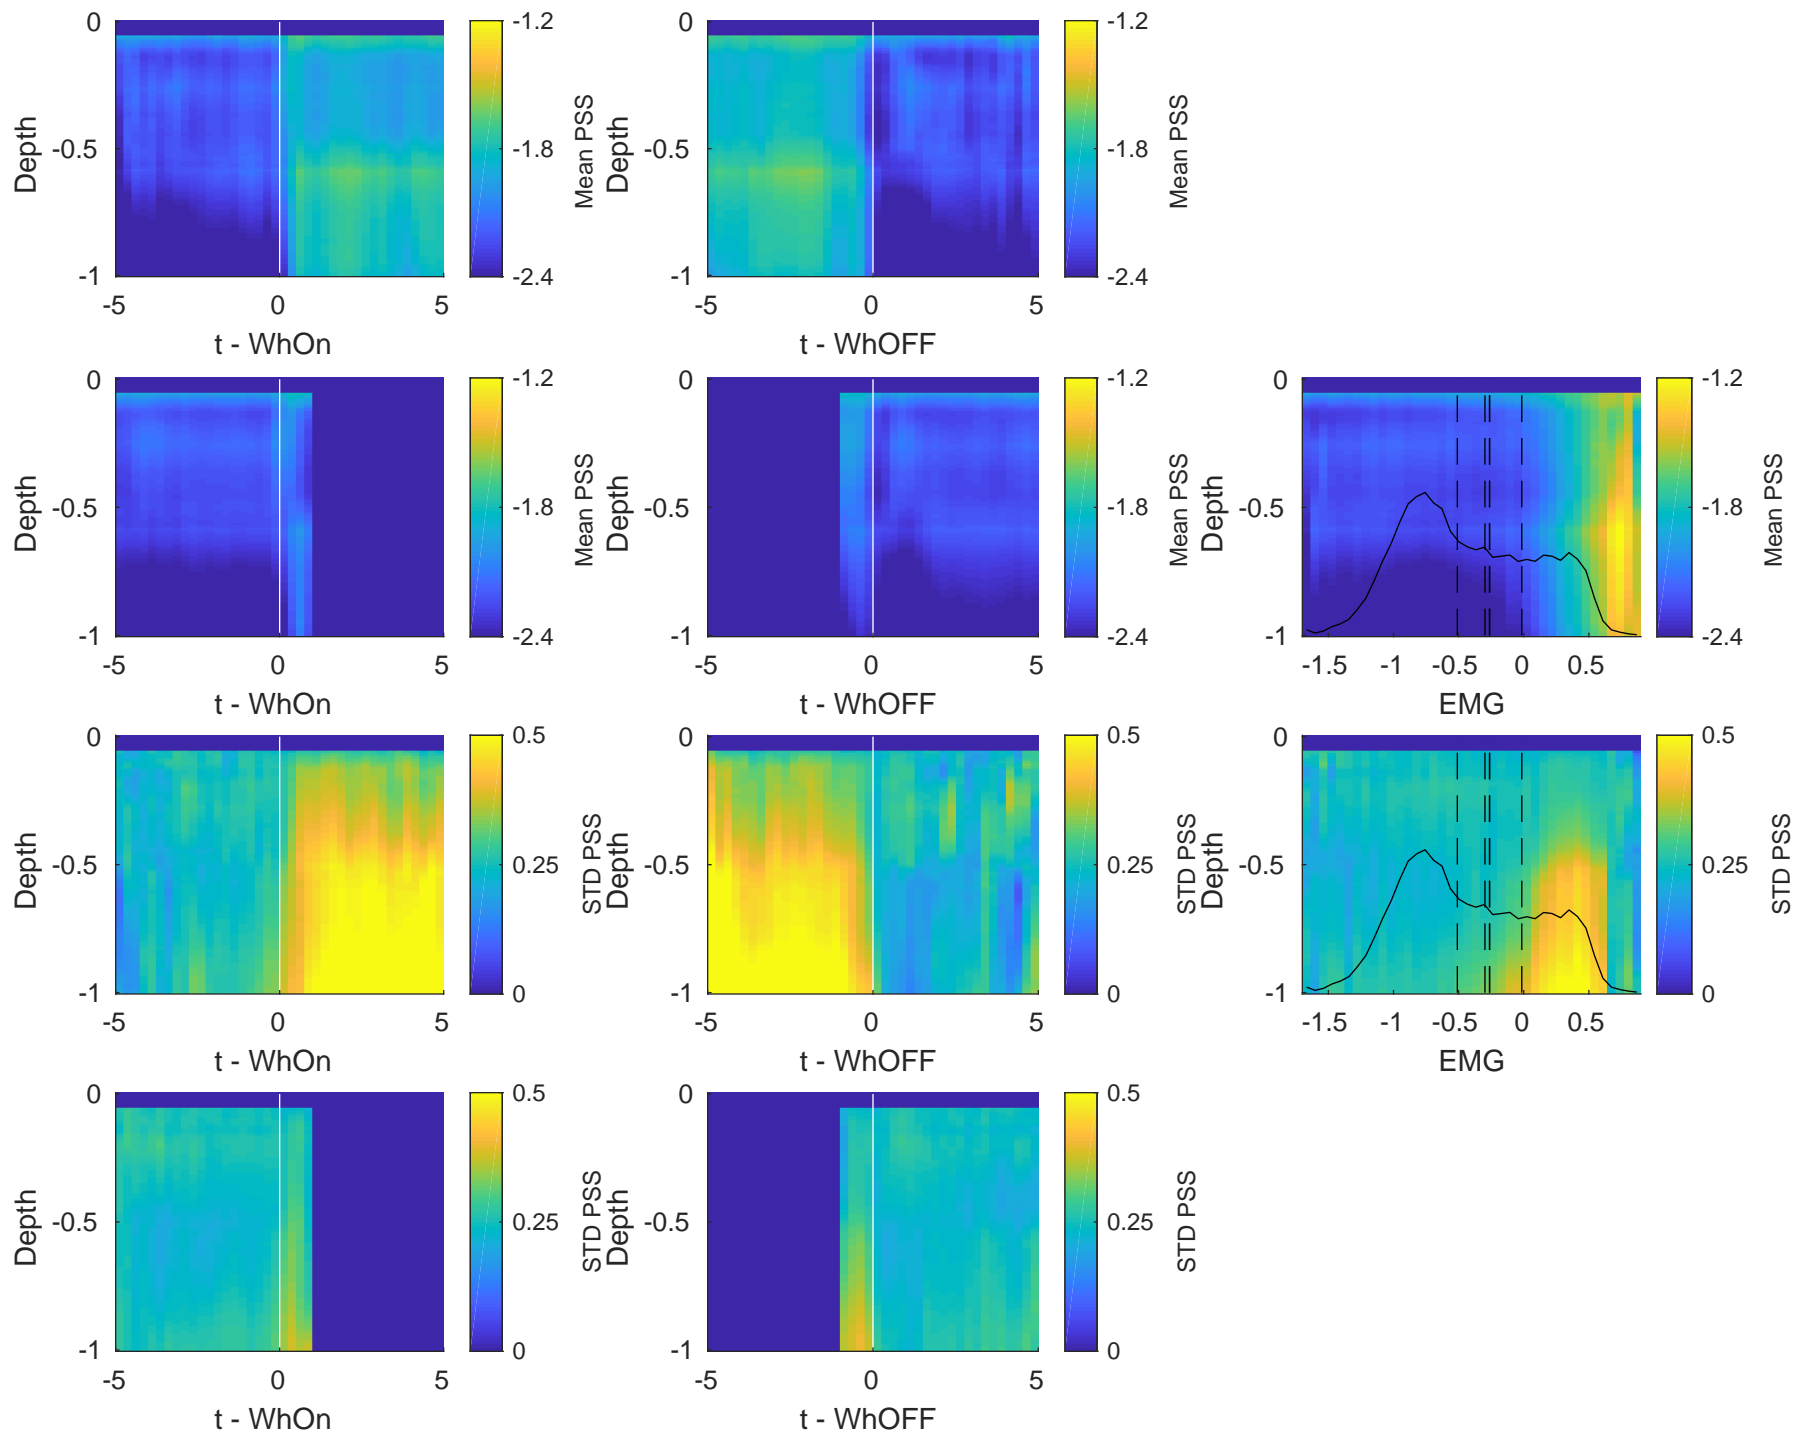 0 -1.2 0 -1.2
Depth -0.5 -1.8 Mean PSS Depth -0.5 -1.8 Mean PSS
-1 -2.4 -1 -2.4
-5 0 5 -5 0 5
t - WhOn t - WhOFF
0 -1.2 0 -1.2 0 -1.2
Depth -0.5 -1.8 Mean PSS Depth -0.5 -1.8 Mean PSS Depth -0.5 -1.8 Mean PSS
-1 -2.4 -1 -2.4 -1 -2.4
-5 0 5 -5 0 5 -1.5 -1 -0.5 0 0.5
t - WhOn t - WhOFF EMG
0 0.5 0 0.5 0 0.5
Depth -0.5 0.25 STD PSS Depth -0.5 0.25 STD PSS Depth -0.5 0.25 STD PSS
-1 0 -1 0 -1 0
-5 0 5 -5 0 5 -1.5 -1 -0.5 0 0.5
t - WhOn t - WhOFF EMG
0 0.5 0 0.5
Depth -0.5 0.25 STD PSS Depth -0.5 0.25 STD PSS
-1 0 -1 0
-5 0 5 -5 0 5
t - WhOn t - WhOFF